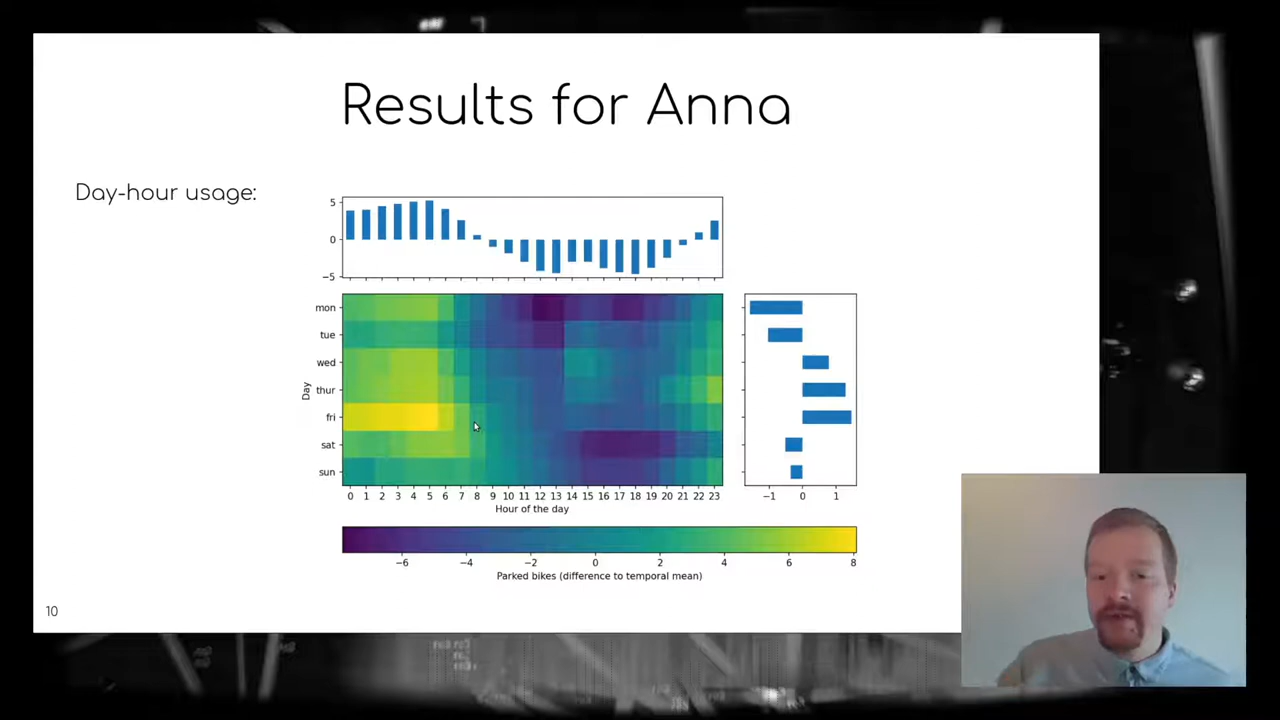 Results for Anna
Day-hour usage:
5
0
−5
mon
tue
wed
thur
fri
sat
sun
Day
0 1 2 3 4 5 6 7 8 9 10 11 12 13 14 15 16 17 18 19 20 21 22 23
Hour of the day
−1 0 1
−6 −4 −2 0 2 4 6 8
Parked bikes (difference to temporal mean)
10